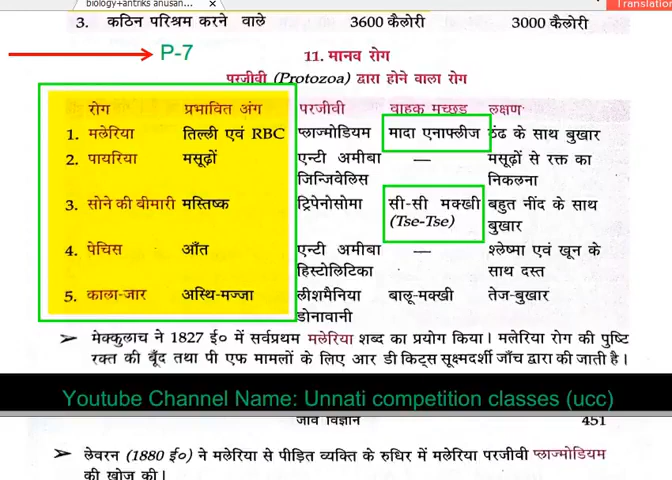 biology+antriks anusan...
Translation
3. कठिन परिश्रम करने वाले 3600 कैलोरी 3000 कैलोरी
P-7
11. मानव रोग
परजीवी (Protozoa) द्वारा होने वाला रोग
रोग प्रभावित अंग परजीवी वाहक मच्छड़ लक्षण
1. मलेरिया तिल्ली एवं RBC प्लाज्मोडियम मादा एनाफ्लीज ठंढ के साथ बुखार
2. पायरिया मसूढ़ों एन्टी अमीबा — मसूढ़ों से रक्त का
जिन्जिवेलिस निकलना
3. सोने की बीमारी मस्तिष्क ट्रिपेनोसोमा सी-सी मक्खी बहुत नींद के साथ
(Tse-Tse) बुखार
4. पेचिस आँत एन्टी अमीबा — श्लेष्मा एवं खून के
हिस्टोलिटिका साथ दस्त
5. काला-जार अस्थि-मज्जा लीशमैनिया बालू-मक्खी तेज-बुखार
डोनावानी
➢ मेक्कुलाच ने 1827 ई० में सर्वप्रथम मलेरिया शब्द का प्रयोग किया। मलेरिया रोग की पुष्टि
रक्त की बूँद तथा पी एफ मामलों के लिए आर डी किट्स सूक्ष्मदर्शी जाँच द्वारा की जाती है।
Youtube Channel Name: Unnati competition classes (ucc)
जीव विज्ञान 451
➢ लेवरन (1880 ई०) ने मलेरिया से पीड़ित व्यक्ति के रुधिर में मलेरिया परजीवी प्लाज्मोडियम
की खोज की।